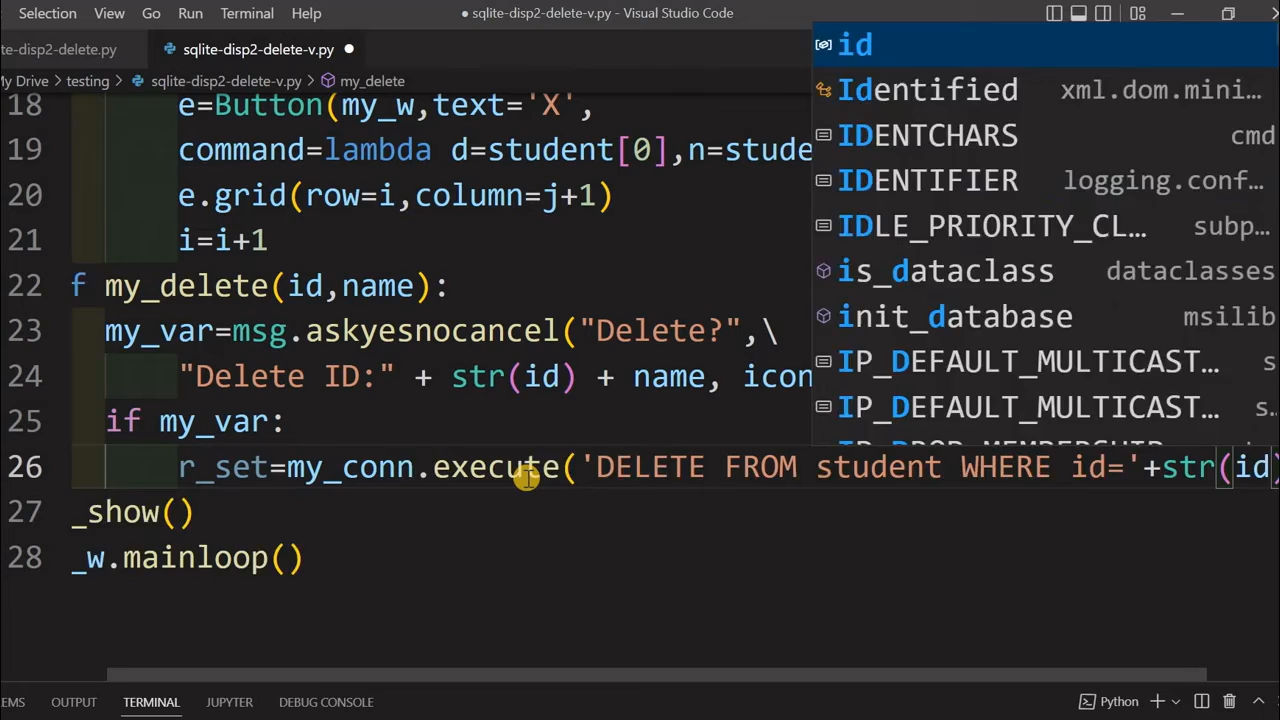 Selection View Go Run Terminal Help ● sqlite-disp2-delete-v.py - Visual Studio Code
te-disp2-delete.py sqlite-disp2-delete-v.py ●
My Drive > testing > sqlite-disp2-delete-v.py > my_delete
18 e=Button(my_w,text='X',
19 command=lambda d=student[0],n=stude
20 e.grid(row=i,column=j+1)
21 i=i+1
22 f my_delete(id,name):
23 my_var=msg.askyesnocancel("Delete?",\
24 "Delete ID:" + str(id) + name, icon
25 if my_var:
26 r_set=my_conn.execute('DELETE FROM student WHERE id='+str(id)
27 _show()
28 _w.mainloop()
id
Identified xml.dom.mini...
IDENTCHARS cmd
IDENTIFIER logging.conf...
IDLE_PRIORITY_CL... subp...
is_dataclass dataclasses
init_database msilib
IP_DEFAULT_MULTICAST... s
IP_DEFAULT_MULTICAST... s.
IP_DROP_MEMBERSHIP
EMS OUTPUT TERMINAL JUPYTER DEBUG CONSOLE Python